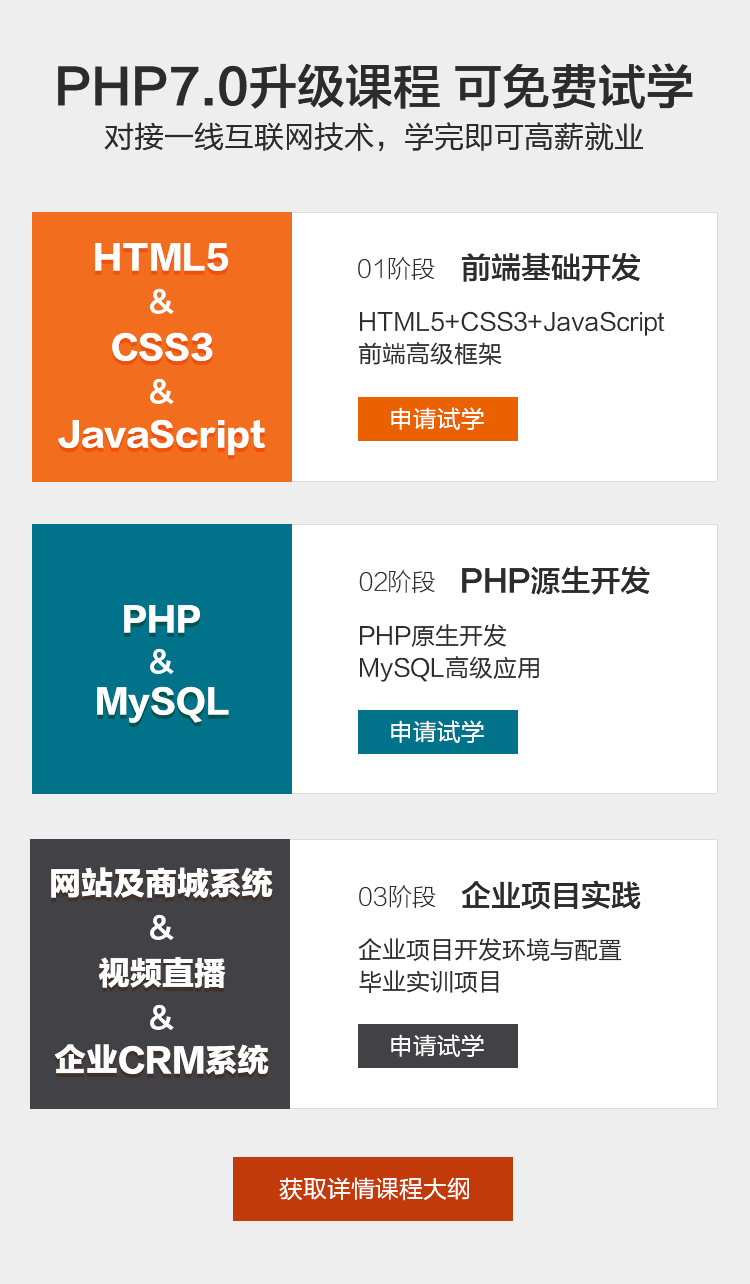 PHP7.0升级课程 可免费试学
对接一线互联网技术，学完即可高薪就业
HTML5
&
CSS3
&
JavaScript
01阶段 前端基础开发
HTML5+CSS3+JavaScript
前端高级框架
申请试学
PHP
&
MySQL
02阶段 PHP源生开发
PHP原生开发
MySQL高级应用
申请试学
网站及商城系统
&
视频直播
&
企业CRM系统
03阶段 企业项目实践
企业项目开发环境与配置
毕业实训项目
申请试学
获取详情课程大纲